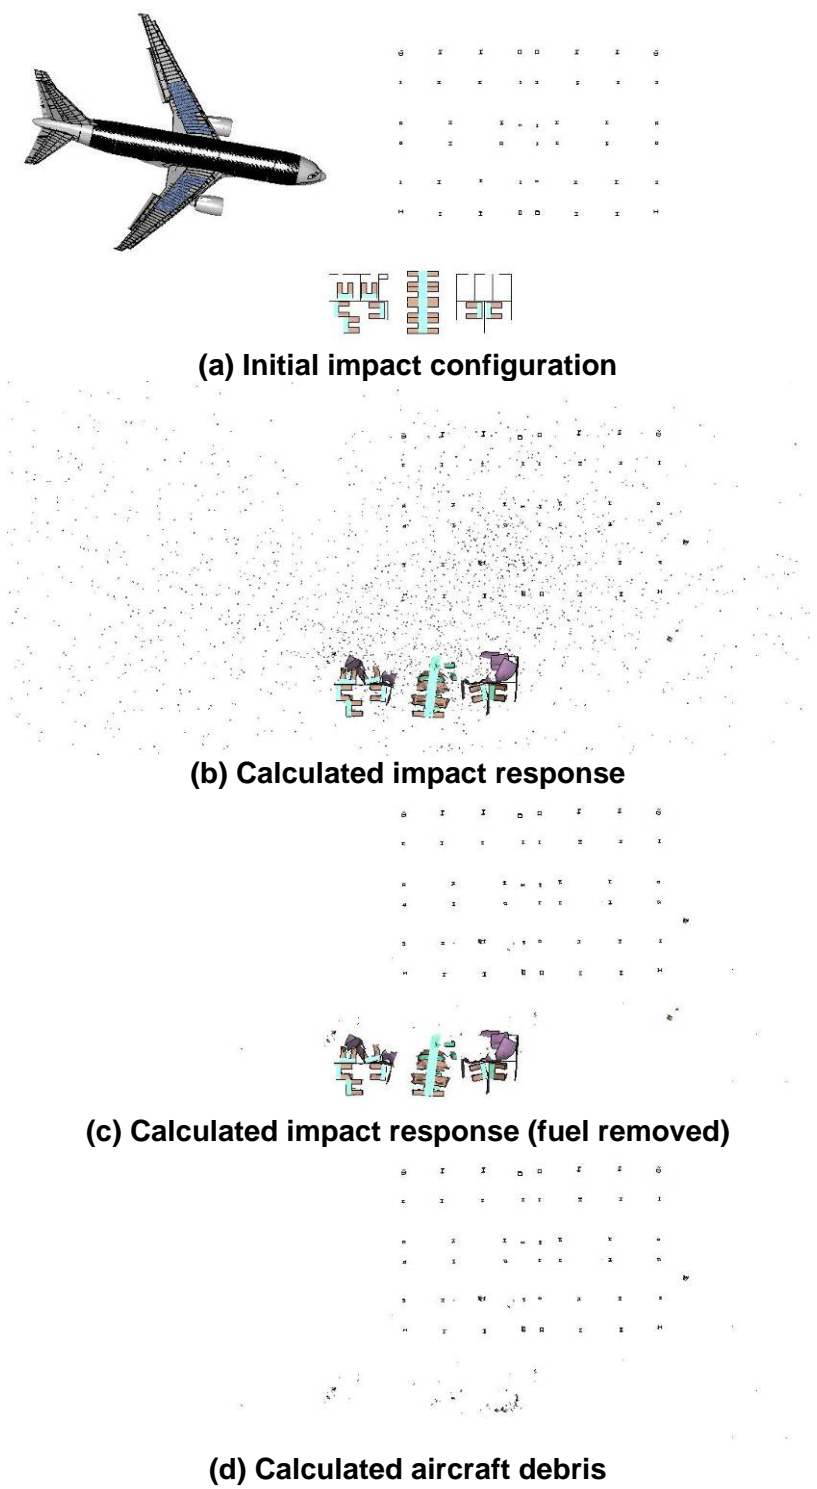 (a) Initial impact configuration
(b) Calculated impact response
(c) Calculated impact response (fuel removed)
(d) Calculated aircraft debris